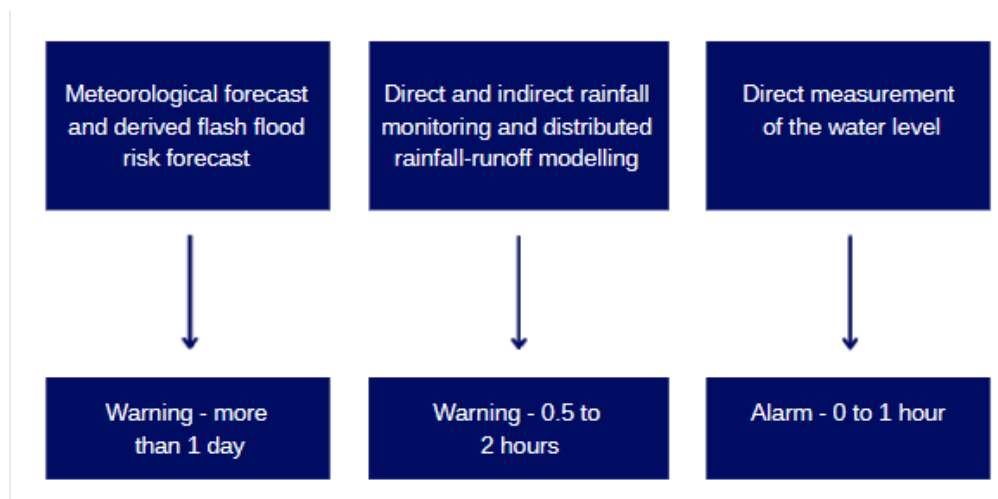 Meteorological forecast
and derived flash flood
risk forecast
Direct and indirect rainfall
monitoring and distributed
rainfall-runoff modelling
Direct measurement
of the water level
Warning - more
than 1 day
Warning - 0.5 to
2 hours
Alarm - 0 to 1 hour